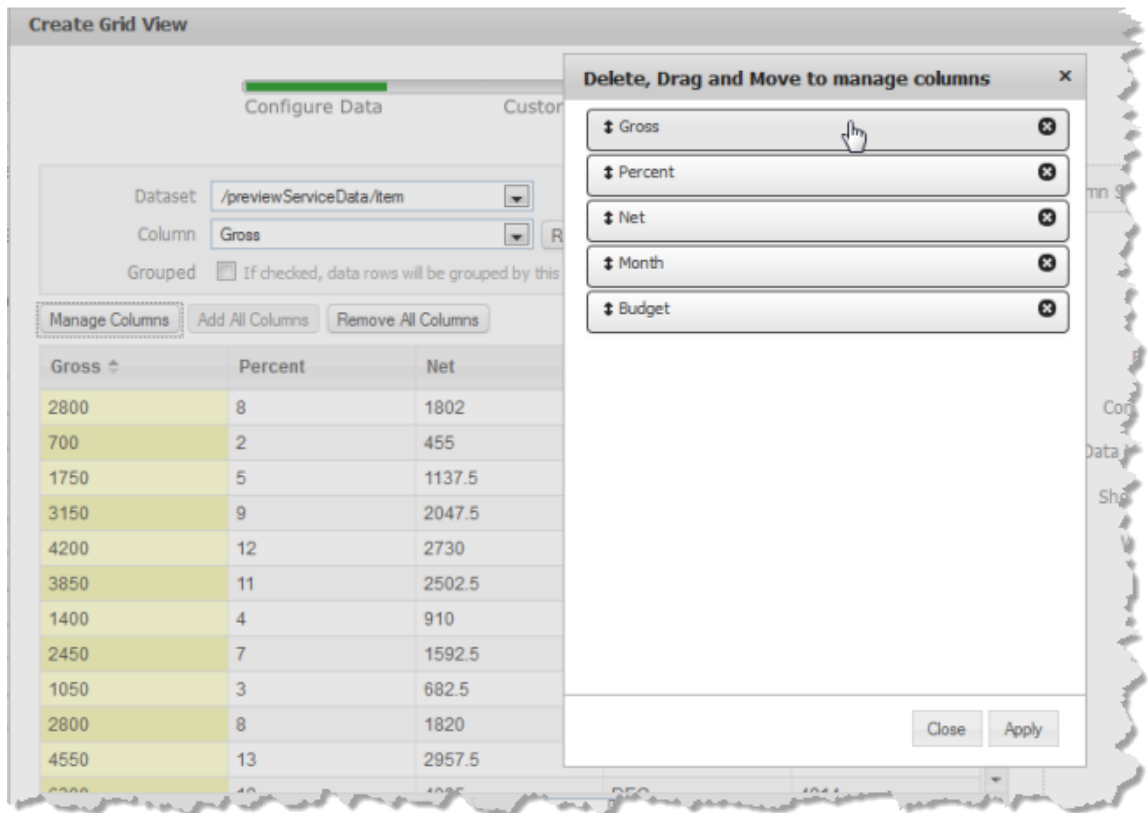 Create Grid View
Delete, Drag and Move to manage columns ×
Configure Data Custom
Gross
Percent
Net
Month
Budget
Dataset /previewServiceData/Item
Column Gross R
Grouped If checked, data rows will be grouped by this
Manage Columns Add All Columns Remove All Columns
Gross Percent Net
2800 8 1802
700 2 455
1750 5 1137.5
3150 9 2047.5
4200 12 2730
3850 11 2502.5
1400 4 910
2450 7 1592.5
1050 3 682.5
2800 8 1820
4550 13 2957.5
Close Apply